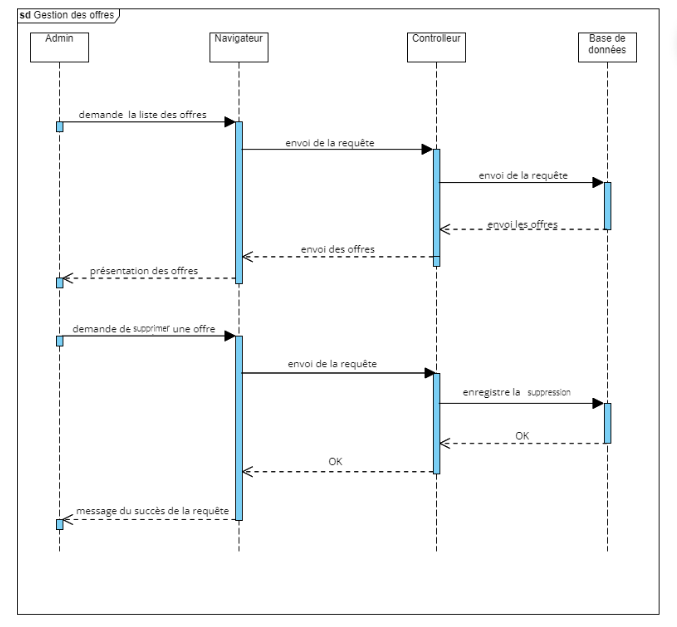 sd Gestion des offres
Admin
Navigateur
Controlleur
Base de
données
demande la liste des offres
envoi de la requête
envoi de la requête
envoi les offres
envoi des offres
présentation des offres
demande de supprimer une offre
envoi de la requête
enregistre la suppression
OK
OK
message du succès de la requête